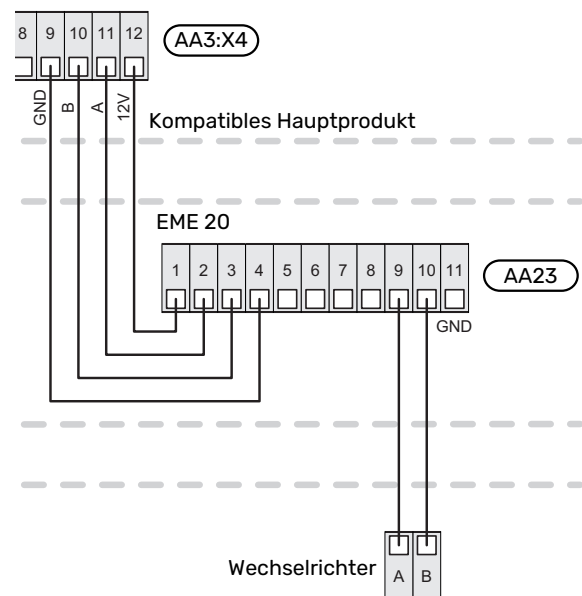 8 9 10 11 12
AA3:X4
GND B A 12V
Kompatibles Hauptprodukt
EME 20
1 2 3 4 5 6 7 8 9 10 11
AA23
GND
Wechselrichter
A B